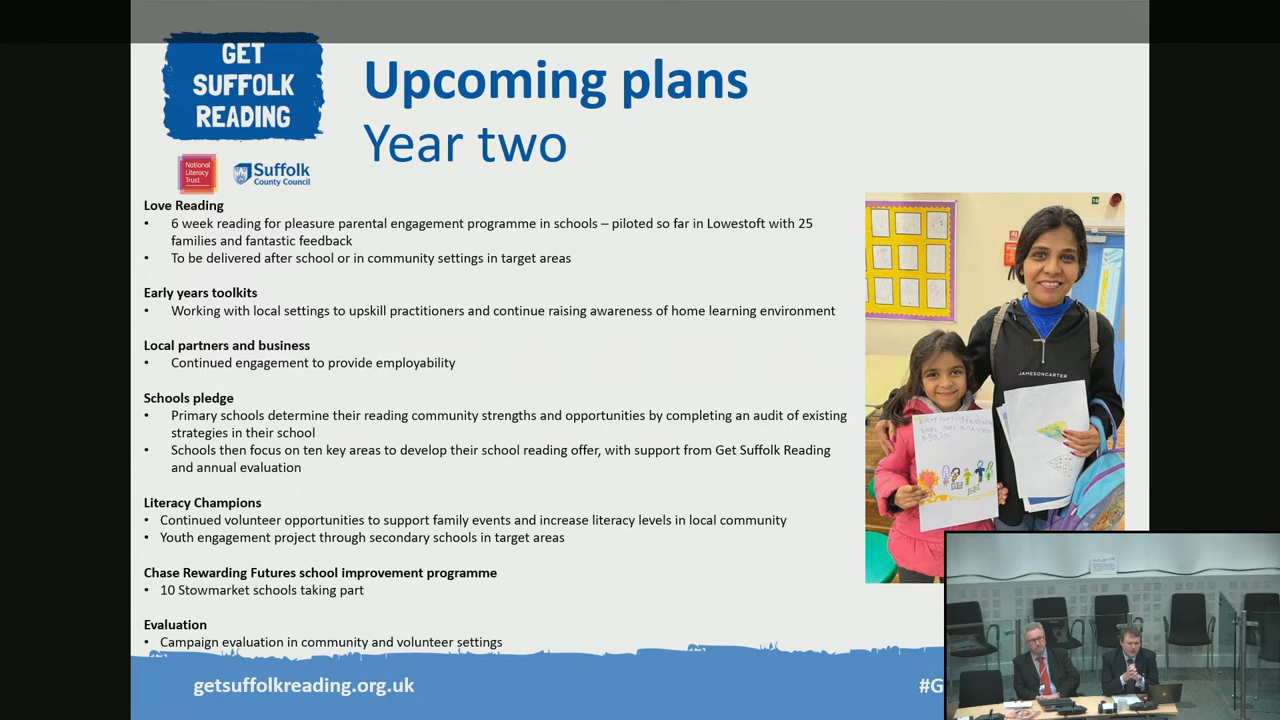 GET
SUFFOLK
READING
National
Literacy
Trust
Suffolk
County Council
Upcoming plans
Year two
Love Reading
• 6 week reading for pleasure parental engagement programme in schools – piloted so far in Lowestoft with 25
families and fantastic feedback
• To be delivered after school or in community settings in target areas
Early years toolkits
• Working with local settings to upskill practitioners and continue raising awareness of home learning environment
Local partners and business
• Continued engagement to provide employability
Schools pledge
• Primary schools determine their reading community strengths and opportunities by completing an audit of existing
strategies in their school
• Schools then focus on ten key areas to develop their school reading offer, with support from Get Suffolk Reading
and annual evaluation
Literacy Champions
• Continued volunteer opportunities to support family events and increase literacy levels in local community
• Youth engagement project through secondary schools in target areas
Chase Rewarding Futures school improvement programme
• 10 Stowmarket schools taking part
Evaluation
• Campaign evaluation in community and volunteer settings
JAMESONCARTER
getsuffolkreading.org.uk
#G